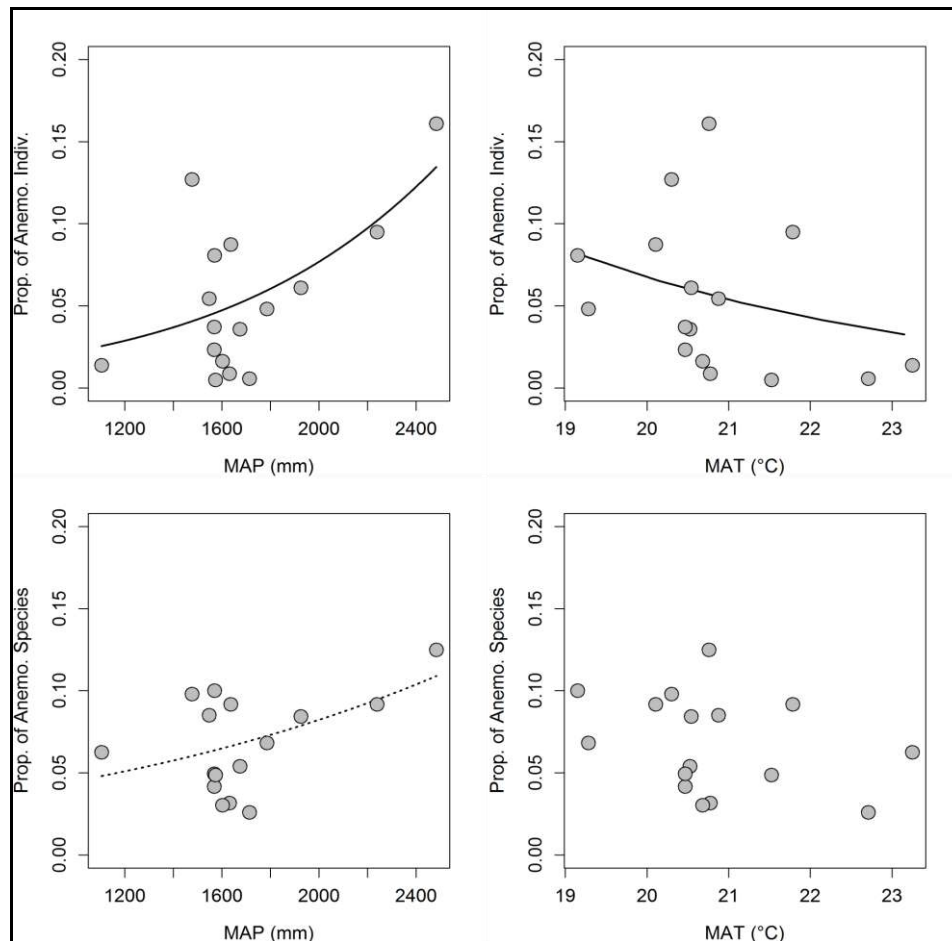 Prop. of Anemo. Indiv.
0.20
0.15
0.10
0.05
0.00
1200 1600 2000 2400
MAP (mm)
Prop. of Anemo. Indiv.
0.20
0.15
0.10
0.05
0.00
19 20 21 22 23
MAT (°C)
Prop. of Anemo. Species
0.20
0.15
0.10
0.05
0.00
1200 1600 2000 2400
MAP (mm)
Prop. of Anemo. Species
0.20
0.15
0.10
0.05
0.00
19 20 21 22 23
MAT (°C)